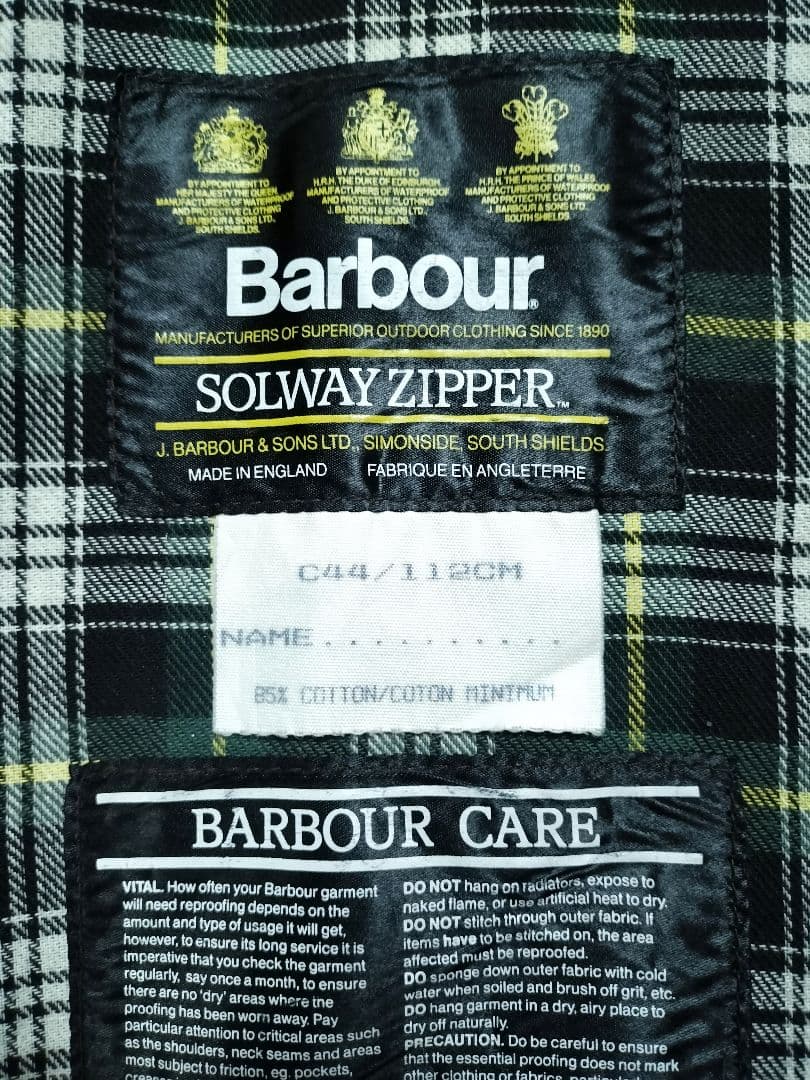 BY APPOINTMENT TO
HER MAJESTY THE QUEEN
MANUFACTURERS OF WATERPROOF
AND PROTECTIVE CLOTHING
J. BARBOUR & SONS LTD.
SOUTH SHIELDS.
BY APPOINTMENT TO
H.R.H. THE DUKE OF EDINBURGH
MANUFACTURERS OF WATERPROOF
AND PROTECTIVE CLOTHING
J. BARBOUR & SONS LTD.
SOUTH SHIELDS.
BY APPOINTMENT TO
H.R.H. THE PRINCE OF WALES
MANUFACTURERS OF WATERPROOF
AND PROTECTIVE CLOTHING
J. BARBOUR & SONS LTD.
SOUTH SHIELDS.
Barbour®
MANUFACTURERS OF SUPERIOR OUTDOOR CLOTHING SINCE 1890
SOLWAY ZIPPER™
J. BARBOUR & SONS LTD., SIMONSIDE, SOUTH SHIELDS.
MADE IN ENGLAND FABRIQUE EN ANGLETERRE
C44/112CM
NAME..........
85% COTTON/COTON MINIMUM
BARBOUR CARE
VITAL. How often your Barbour garment
will need reproofing depends on the
amount and type of usage it will get,
however, to ensure its long service it is
imperative that you check the garment
regularly, say once a month, to ensure
there are no 'dry' areas where the
proofing has been worn away. Pay
particular attention to critical areas such
as the shoulders, neck seams and areas
most subject to friction, eg. pockets,
DO NOT hang on radiators, expose to
naked flame, or use artificial heat to dry.
DO NOT stitch through outer fabric. If
items have to be stitched on, the area
affected must be reproofed.
DO sponge down outer fabric with cold
water when soiled and brush off grit, etc.
DO hang garment in a dry, airy place to
dry off naturally.
PRECAUTION. Do be careful to ensure
that the essential proofing does not mark
other clothing or fabrics,